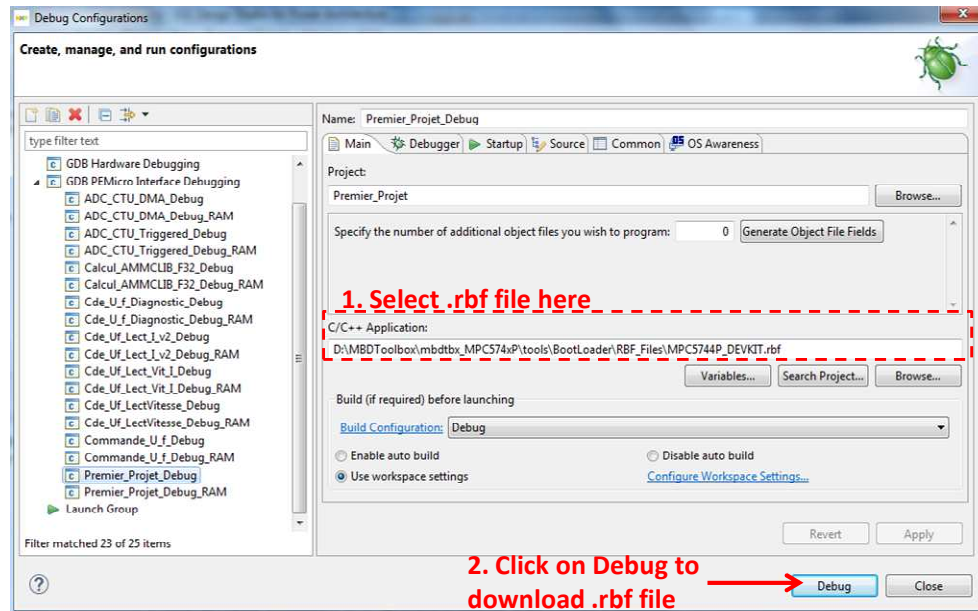 Debug Configurations
Create, manage, and run configurations
type filter text
GDB Hardware Debugging
GDB PEMicro Interface Debugging
ADC_CTU_DMA_Debug
ADC_CTU_DMA_Debug_RAM
ADC_CTU_Triggered_Debug
ADC_CTU_Triggered_Debug_RAM
Calcul_AMMCLIB_F32_Debug
Calcul_AMMCLIB_F32_Debug_RAM
Cde_U_f_Diagnostic_Debug
Cde_U_f_Diagnostic_Debug_RAM
Cde_Uf_Lect_I_v2_Debug
Cde_Uf_Lect_I_v2_Debug_RAM
Cde_Uf_Lect_Vit_I_Debug
Cde_Uf_Lect_Vit_I_Debug_RAM
Cde_Uf_LectVitesse_Debug
Cde_Uf_LectVitesse_Debug_RAM
Commande_U_f_Debug
Commande_U_f_Debug_RAM
Premier_Projet_Debug
Premier_Projet_Debug_RAM
Launch Group
Filter matched 23 of 25 items
Name: Premier_Projet_Debug
Main Debugger Startup Source Common OS Awareness
Project:
Premier_Projet Browse...
Specify the number of additional object files you wish to program: 0 Generate Object File Fields
1. Select .rbf file here
C/C++ Application:
D:\MBDToolbox\mbdtbx_MPC574xP\tools\BootLoader\RBF_Files\MPC5744P_DEVKIT.rbf
Variables... Search Project... Browse...
Build (if required) before launching
Build Configuration: Debug
Enable auto build Disable auto build
Use workspace settings Configure Workspace Settings...
Revert Apply
2. Click on Debug to
download .rbf file
Debug Close